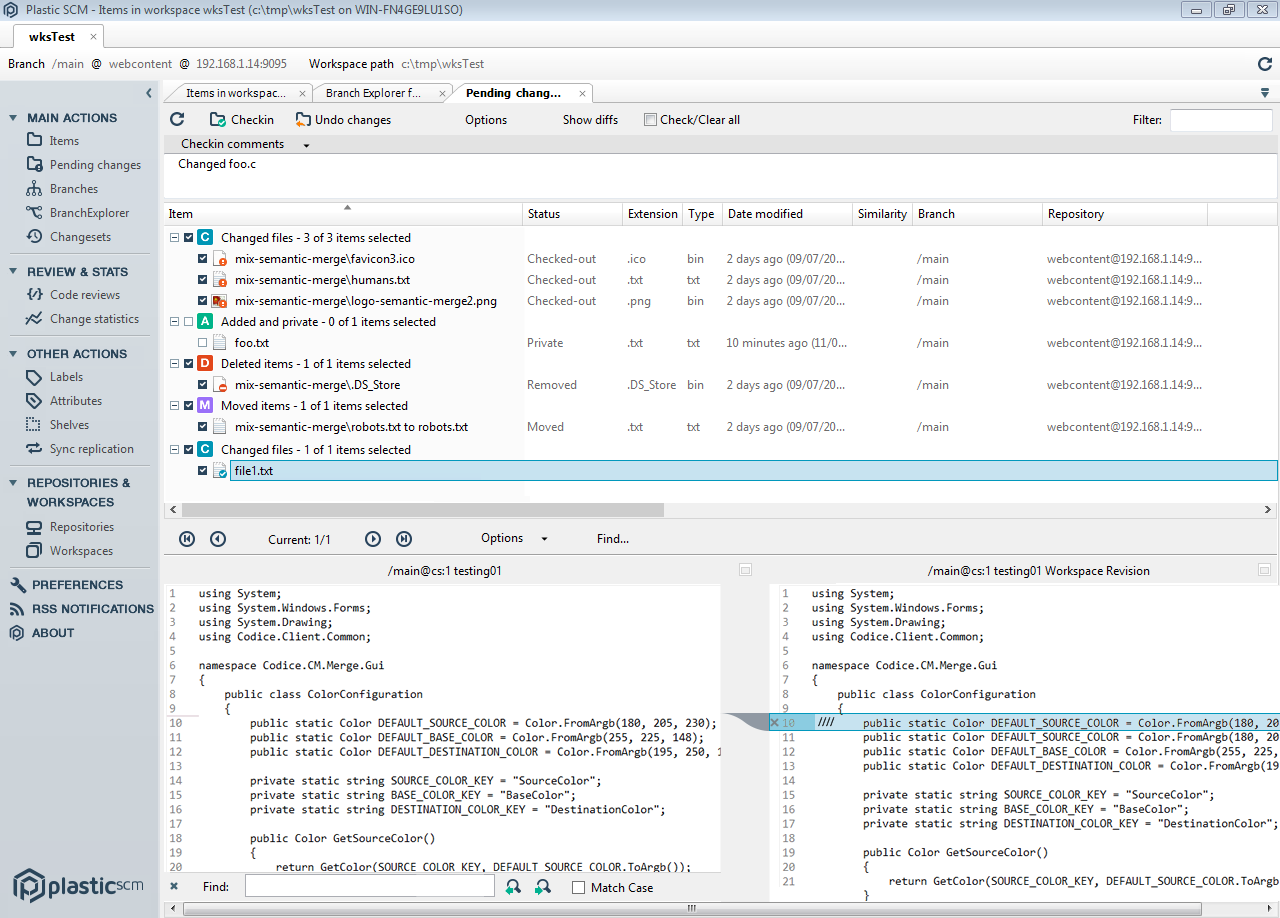 Plastic SCM - Items in workspace wksTest (c:\tmp\wksTest on WIN-FN4GE9LU1SO)
wksTest
Branch /main @ webcontent @ 192.168.1.14:9095 Workspace path c:\tmp\wksTest
Items in workspac... Branch Explorer f... Pending chang...
MAIN ACTIONS
Items
Pending changes
Branches
BranchExplorer
Changesets
REVIEW & STATS
Code reviews
Change statistics
OTHER ACTIONS
Labels
Attributes
Shelves
Sync replication
REPOSITORIES &
WORKSPACES
Repositories
Workspaces
PREFERENCES
RSS NOTIFICATIONS
ABOUT
plasticscm
Checkin Undo changes Options Show diffs Check/Clear all Filter:
Checkin comments
Changed foo.c
Item Status Extension Type Date modified Similarity Branch Repository
C Changed files - 3 of 3 items selected
mix-semantic-merge\favicon3.ico Checked-out .ico bin 2 days ago (09/07/20... /main webcontent@192.168.1.14:9...
mix-semantic-merge\humans.txt Checked-out .txt txt 2 days ago (09/07/20... /main webcontent@192.168.1.14:9...
mix-semantic-merge\logo-semantic-merge2.png Checked-out .png bin 2 days ago (09/07/20... /main webcontent@192.168.1.14:9...
A Added and private - 0 of 1 items selected
foo.txt Private .txt txt 10 minutes ago (11/0... /main webcontent@192.168.1.14:9...
D Deleted items - 1 of 1 items selected
mix-semantic-merge\.DS_Store Removed .DS_Store bin 2 days ago (09/07/20... /main webcontent@192.168.1.14:9...
M Moved items - 1 of 1 items selected
mix-semantic-merge\robots.txt to robots.txt Moved .txt txt 2 days ago (09/07/20... /main webcontent@192.168.1.14:9...
C Changed files - 1 of 1 items selected
file1.txt
Current: 1/1 Options Find...
/main@cs:1 testing01
1 using System;
2 using System.Windows.Forms;
3 using System.Drawing;
4 using Codice.Client.Common;
5
6 namespace Codice.CM.Merge.Gui
7 {
8 public class ColorConfiguration
9 {
10 public static Color DEFAULT_SOURCE_COLOR = Color.FromArgb(180, 205, 230);
11 public static Color DEFAULT_BASE_COLOR = Color.FromArgb(255, 225, 148);
12 public static Color DEFAULT_DESTINATION_COLOR = Color.FromArgb(195, 250, 1
13
14 private static string SOURCE_COLOR_KEY = "SourceColor";
15 private static string BASE_COLOR_KEY = "BaseColor";
16 private static string DESTINATION_COLOR_KEY = "DestinationColor";
17
18 public Color GetSourceColor()
19 {
20 return GetColor(SOURCE_COLOR_KEY, DEFAULT_SOURCE_COLOR.ToArgb());
Find: Match Case
/main@cs:1 testing01 Workspace Revision
1 using System;
2 using System.Windows.Forms;
3 using System.Drawing;
4 using Codice.Client.Common;
5
6 namespace Codice.CM.Merge.Gui
7 {
8 public class ColorConfiguration
9 {
10 //// public static Color DEFAULT_SOURCE_COLOR = Color.FromArgb(180, 20
11 public static Color DEFAULT_SOURCE_COLOR = Color.FromArgb(180, 20
12 public static Color DEFAULT_BASE_COLOR = Color.FromArgb(255, 225,
13 public static Color DEFAULT_DESTINATION_COLOR = Color.FromArgb(19
14
15 private static string SOURCE_COLOR_KEY = "SourceColor";
16 private static string BASE_COLOR_KEY = "BaseColor";
17 private static string DESTINATION_COLOR_KEY = "DestinationColor";
18
19 public Color GetSourceColor()
20 {
21 return GetColor(SOURCE_COLOR_KEY, DEFAULT_SOURCE_COLOR.ToArgb
}